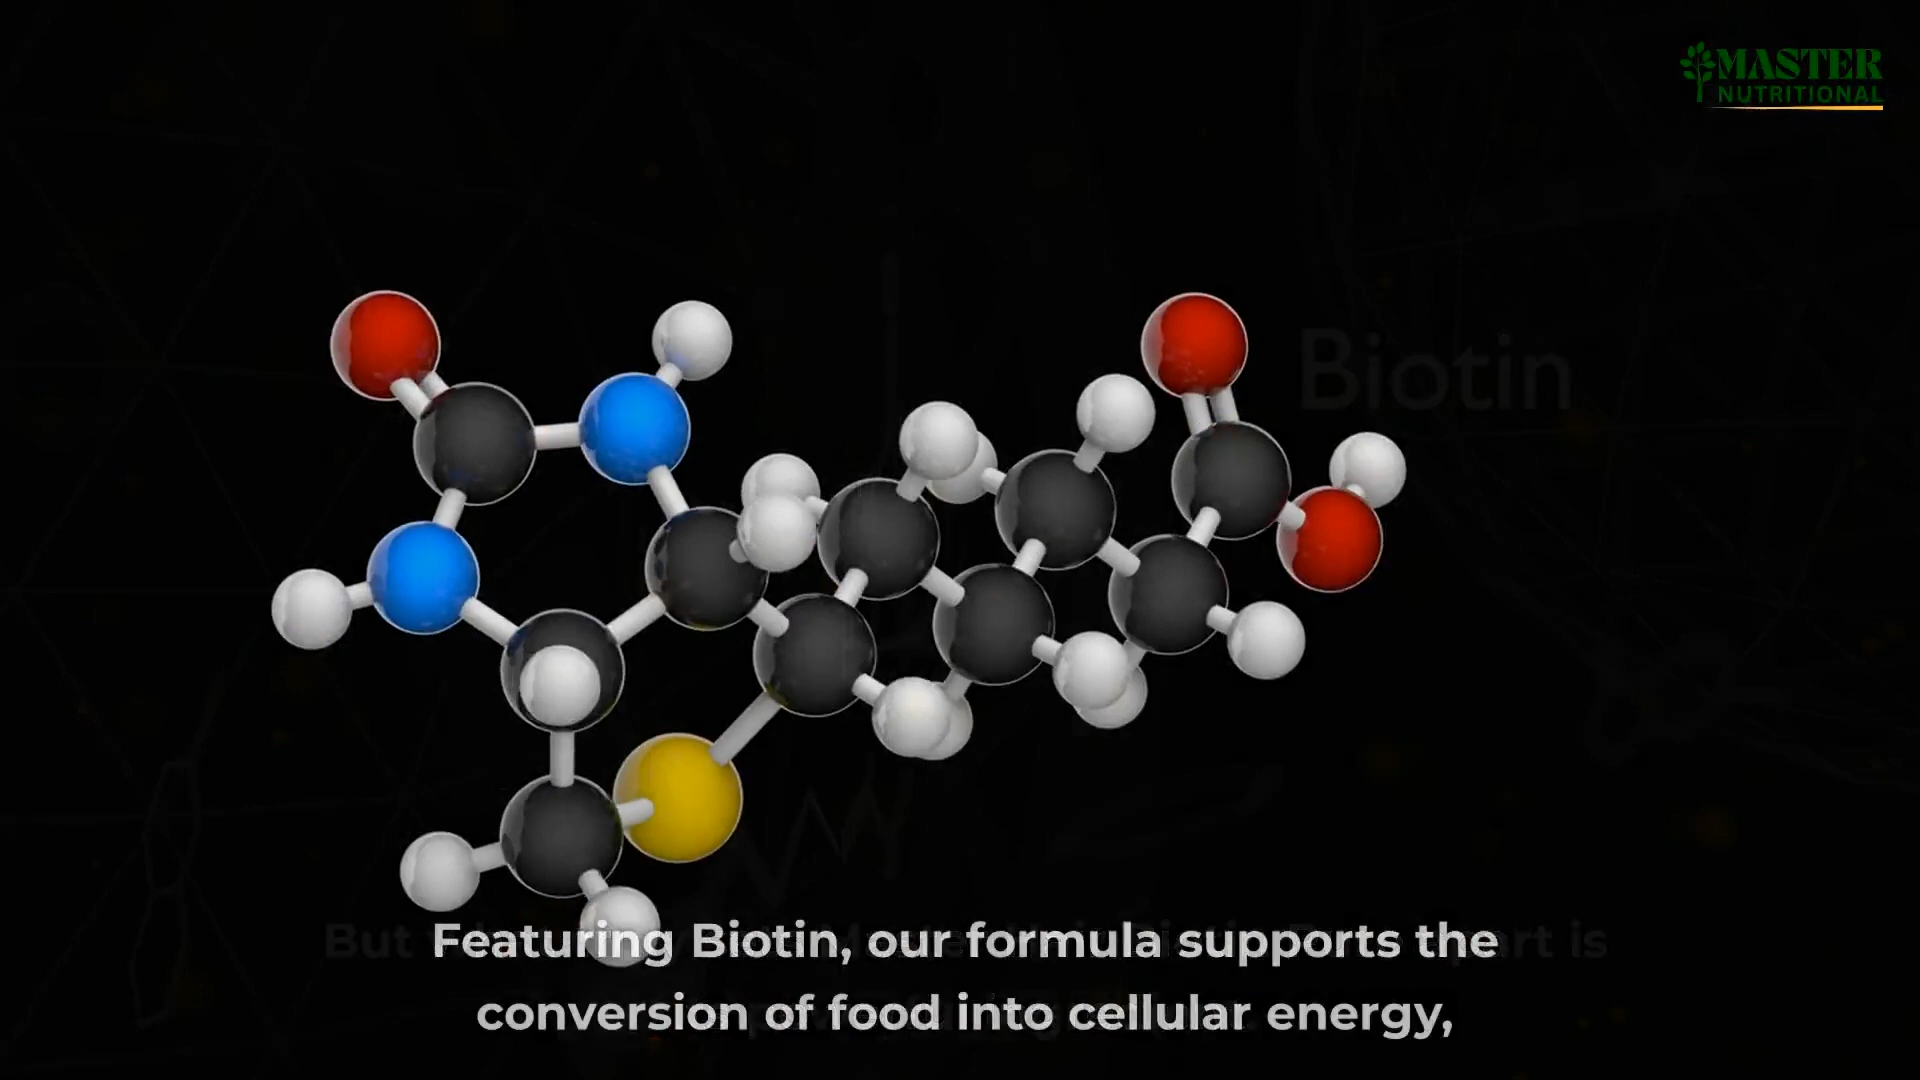 MASTER
NUTRITIONAL
Biotin
Featuring Biotin, our formula supports the
conversion of food into cellular energy,